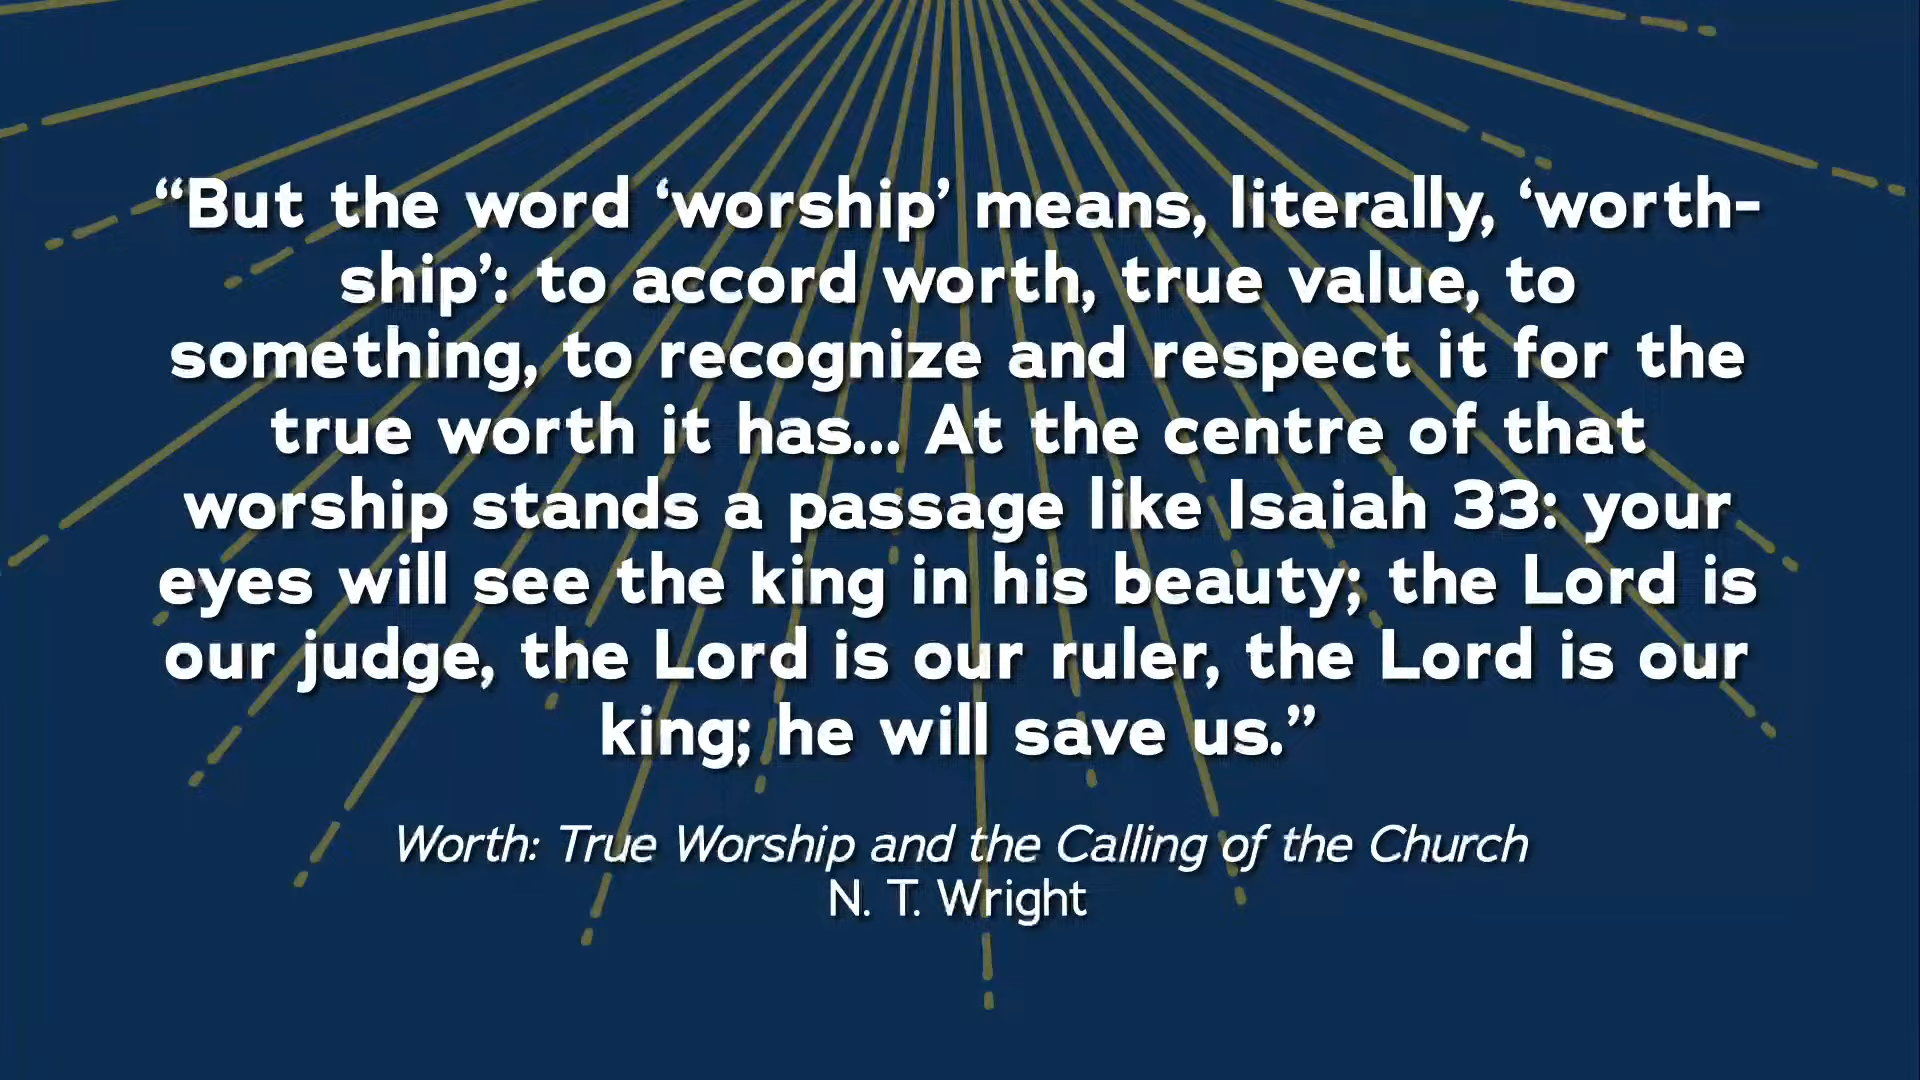 “But the word ‘worship’ means, literally, ‘worth-
ship’: to accord worth, true value, to
something, to recognize and respect it for the
true worth it has... At the centre of that
worship stands a passage like Isaiah 33: your
eyes will see the king in his beauty; the Lord is
our judge, the Lord is our ruler, the Lord is our
king; he will save us.”
Worth: True Worship and the Calling of the Church
N. T. Wright